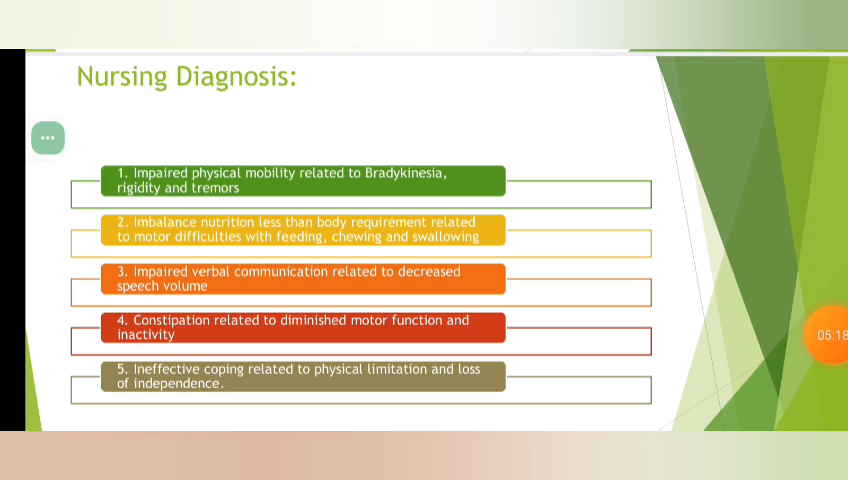 Nursing Diagnosis:
1. Impaired physical mobility related to Bradykinesia,
rigidity and tremors
2. Imbalance nutrition less than body requirement related
to motor difficulties with feeding, chewing and swallowing
3. Impaired verbal communication related to decreased
speech volume
4. Constipation related to diminished motor function and
inactivity
5. Ineffective coping related to physical limitation and loss
of independence.
05:18